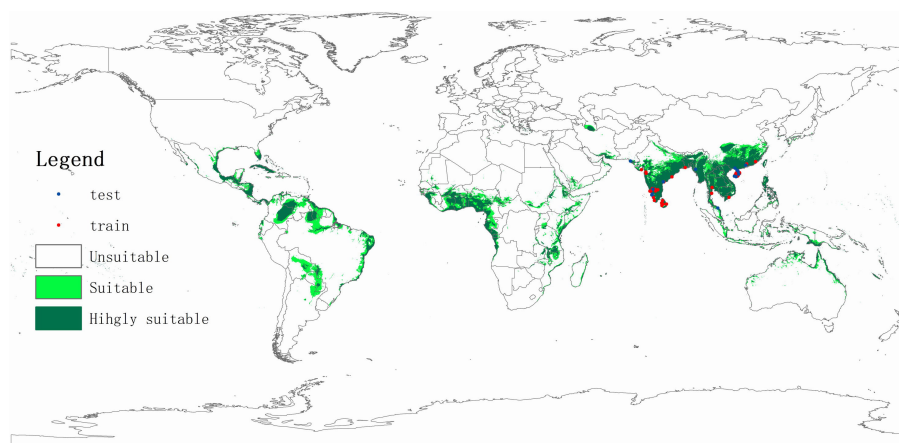 Legend
test
train
Unsuitable
Suitable
Hihgly suitable